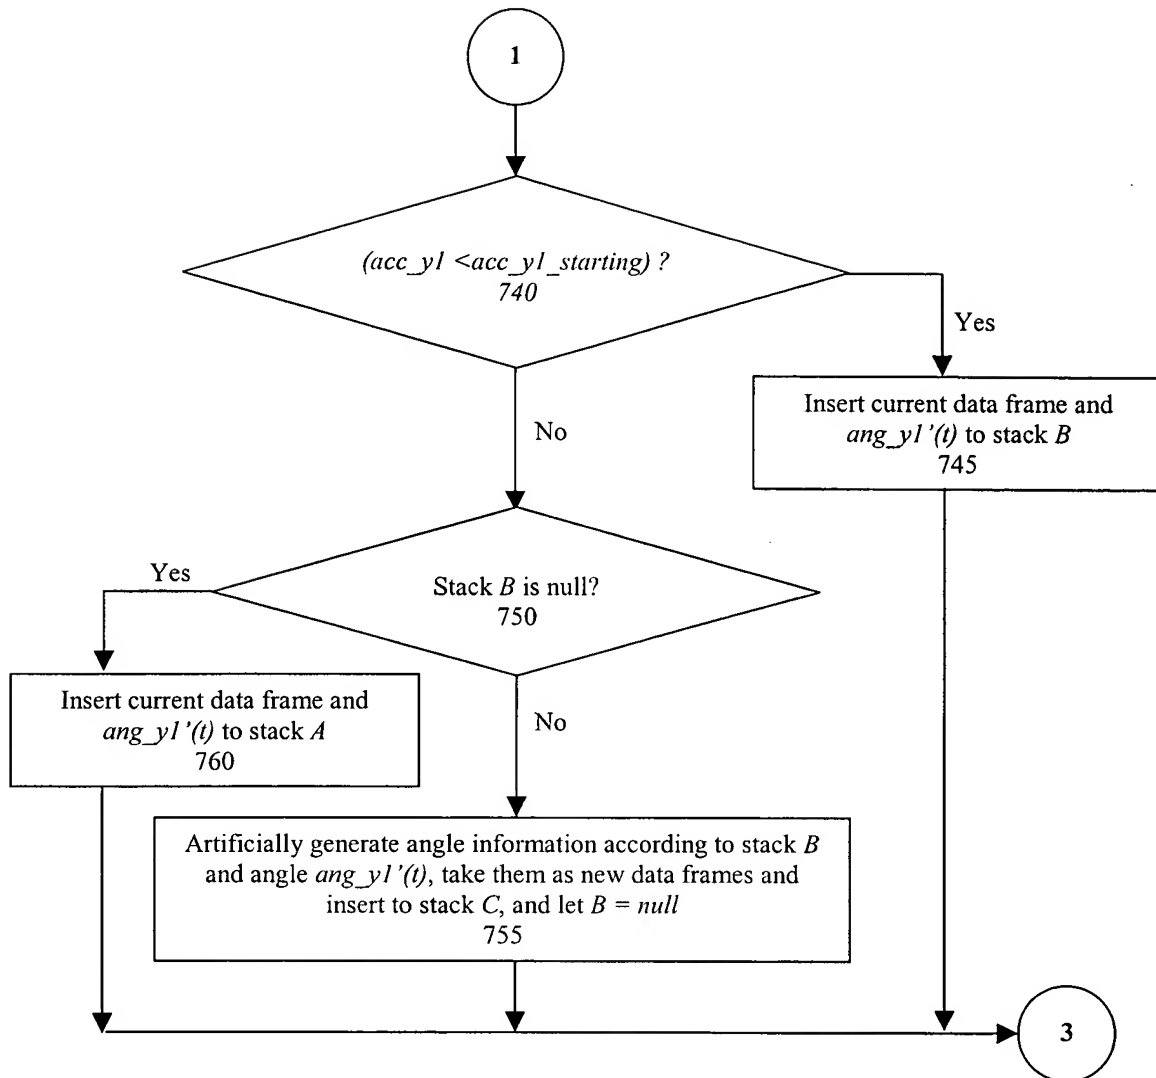 1
(acc_y1 <acc_y1_starting) ?
740
Yes
Insert current data frame and
ang_y1'(t) to stack B
745
No
Stack B is null?
750
Yes
Insert current data frame and
ang_y1'(t) to stack A
760
No
Artificially generate angle information according to stack B
and angle ang_y1'(t), take them as new data frames and
insert to stack C, and let B = null
755
3